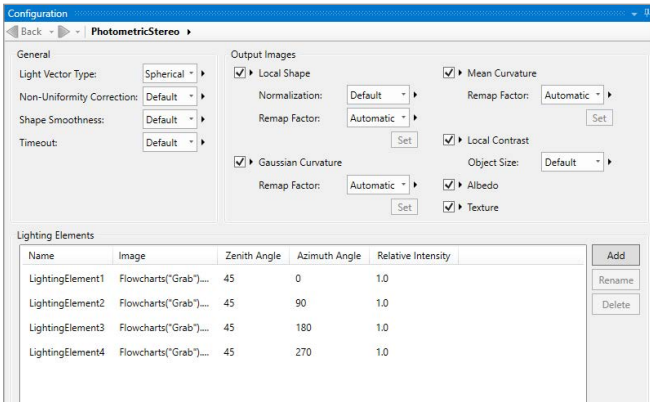 Configuration
Back PhotometricStereo
General
Light Vector Type: Spherical
Non-Uniformity Correction: Default
Shape Smoothness: Default
Timeout: Default
Output Images
Local Shape
Normalization: Default
Remap Factor: Automatic
Set
Gaussian Curvature
Remap Factor: Automatic
Set
Mean Curvature
Remap Factor: Automatic
Set
Local Contrast
Object Size: Default
Albedo
Texture
Lighting Elements
Name Image Zenith Angle Azimuth Angle Relative Intensity
LightingElement1 Flowcharts("Grab").... 45 0 1.0
LightingElement2 Flowcharts("Grab").... 45 90 1.0
LightingElement3 Flowcharts("Grab").... 45 180 1.0
LightingElement4 Flowcharts("Grab").... 45 270 1.0
Add
Rename
Delete